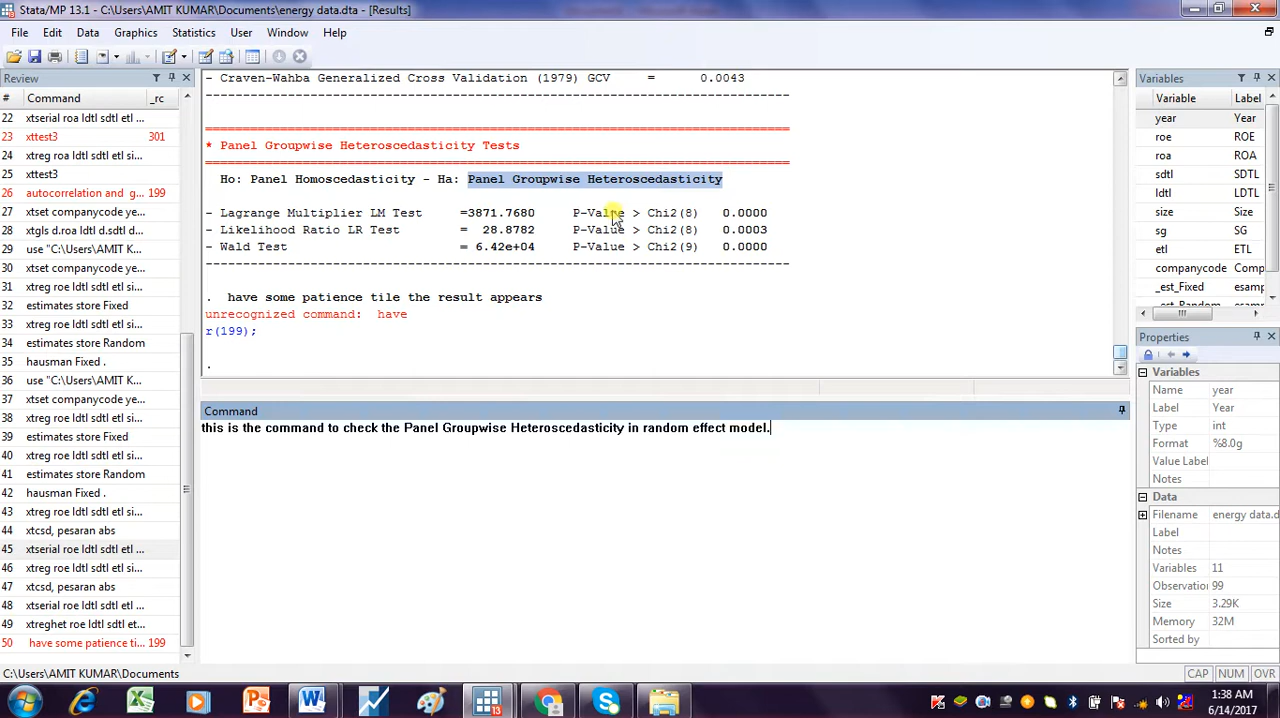 Stata/MP 13.1 - C:\Users\AMIT KUMAR\Documents\energy data.dta - [Results]
File Edit Data Graphics Statistics User Window Help
Review
# Command _rc
22 xtserial roa ldtl sdtl etl ...
23 xttest3 301
24 xtreg roa ldtl sdtl etl si...
25 xttest3
26 autocorrelation and g... 199
27 xtset companycode ye...
28 xtgls d.roa d.ldtl d.sdtl ...
29 use "C:\Users\AMIT K...
30 xtset companycode ye...
31 xtreg roe ldtl sdtl etl si...
32 estimates store Fixed
33 xtreg roe ldtl sdtl etl si...
34 estimates store Random
35 hausman Fixed .
36 use "C:\Users\AMIT K...
37 xtset companycode ye...
38 xtreg roe ldtl sdtl etl si...
39 estimates store Fixed
40 xtreg roe ldtl sdtl etl si...
41 estimates store Random
42 hausman Fixed .
43 xtreg roe ldtl sdtl etl si...
44 xtcsd, pesaran abs
45 xtserial roe ldtl sdtl etl ...
46 xtreg roe ldtl sdtl etl si...
47 xtcsd, pesaran abs
48 xtserial roe ldtl sdtl etl ...
49 xtreghet roe ldtl sdtl etl ...
50 have some patience ti... 199
- Craven-Wahba Generalized Cross Validation (1979) GCV = 0.0043
------------------------------------------------------------------------------
==============================================================================
* Panel Groupwise Heteroscedasticity Tests
==============================================================================
Ho: Panel Homoscedasticity - Ha: Panel Groupwise Heteroscedasticity
- Lagrange Multiplier LM Test =3871.7680 P-Value > Chi2(8) 0.0000
- Likelihood Ratio LR Test = 28.8782 P-Value > Chi2(8) 0.0003
- Wald Test = 6.42e+04 P-Value > Chi2(9) 0.0000
------------------------------------------------------------------------------
. have some patience tile the result appears
unrecognized command: have
r(199);
.
Command
this is the command to check the Panel Groupwise Heteroscedasticity in random effect model.
Variables
Variable Label
year Year
roe ROE
roa ROA
sdtl SDTL
ldtl LDTL
size Size
sg SG
etl ETL
companycode Comp
_est_Fixed esamp
_est_Random esamp
Properties
Variables
Name year
Label Year
Type int
Format %8.0g
Value Label
Notes
Data
Filename energy data.d
Label
Notes
Variables 11
Observation 99
Size 3.29K
Memory 32M
Sorted by
C:\Users\AMIT KUMAR\Documents
CAP NUM OVR
1:38 AM
6/14/2017